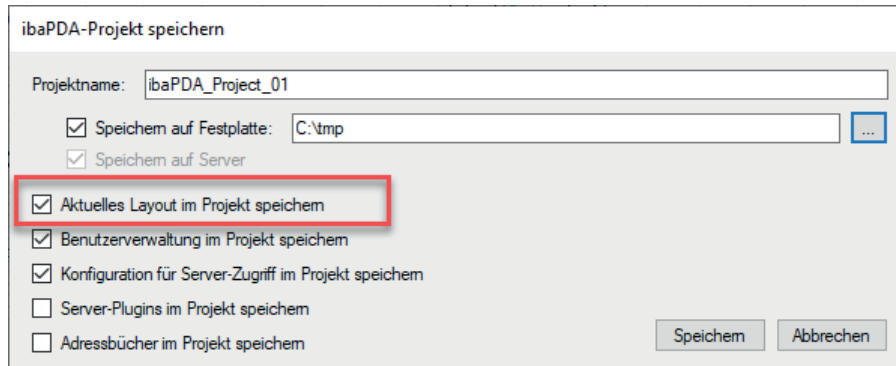 ibaPDA-Projekt speichern
Projektname: ibaPDA_Project_01
Speichern auf Festplatte: C:\tmp ...
Speichern auf Server
Aktuelles Layout im Projekt speichern
Benutzerverwaltung im Projekt speichern
Konfiguration für Server-Zugriff im Projekt speichern
Server-Plugins im Projekt speichern
Adressbücher im Projekt speichern
Speichern Abbrechen